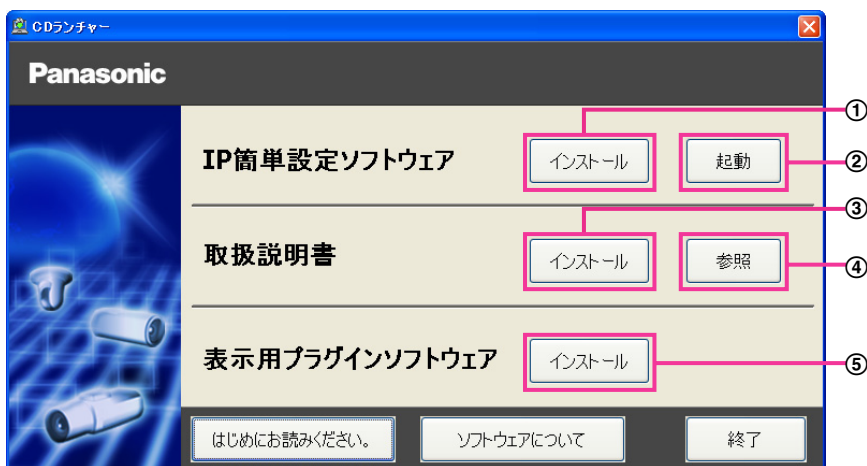 CDランチャー
Panasonic
①
IP簡単設定ソフトウェア インストール 起動 ②
③
取扱説明書 インストール 参照 ④
表示用プラグインソフトウェア インストール ⑤
はじめにお読みください。 ソフトウェアについて 終了